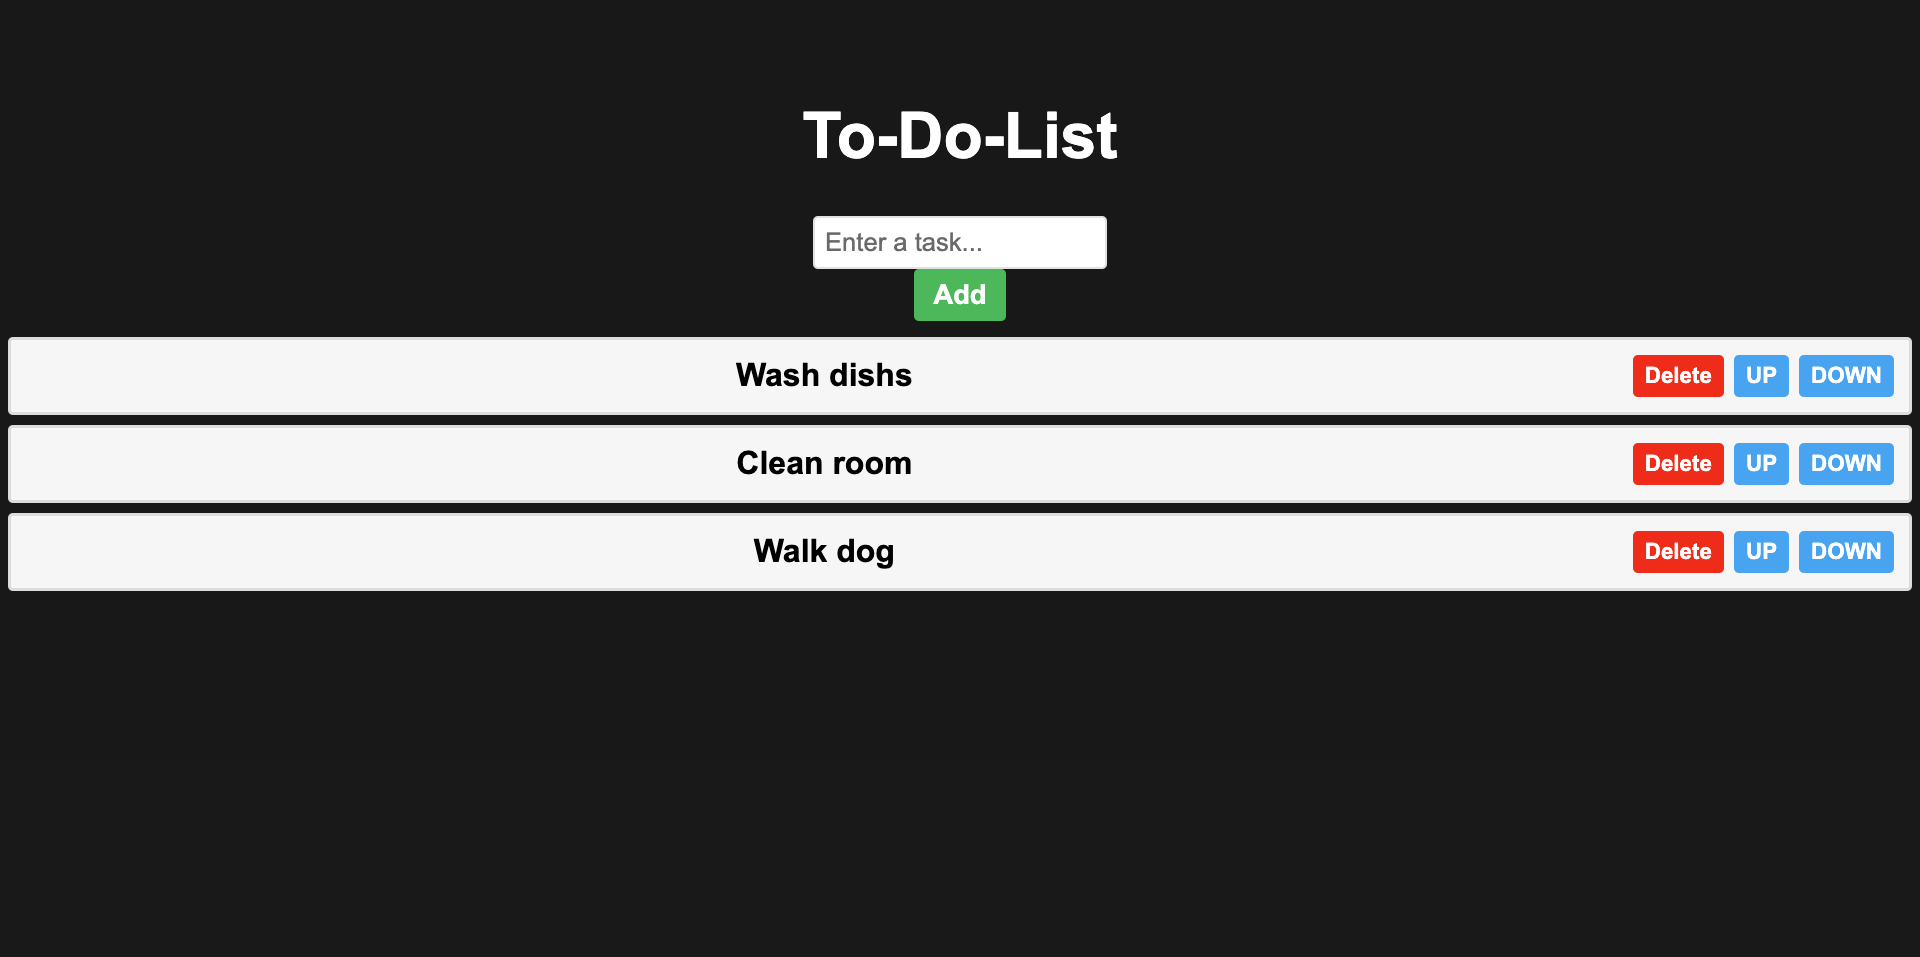 To-Do-List
Enter a task...
Add
Wash dishs Delete UP DOWN
Clean room Delete UP DOWN
Walk dog Delete UP DOWN